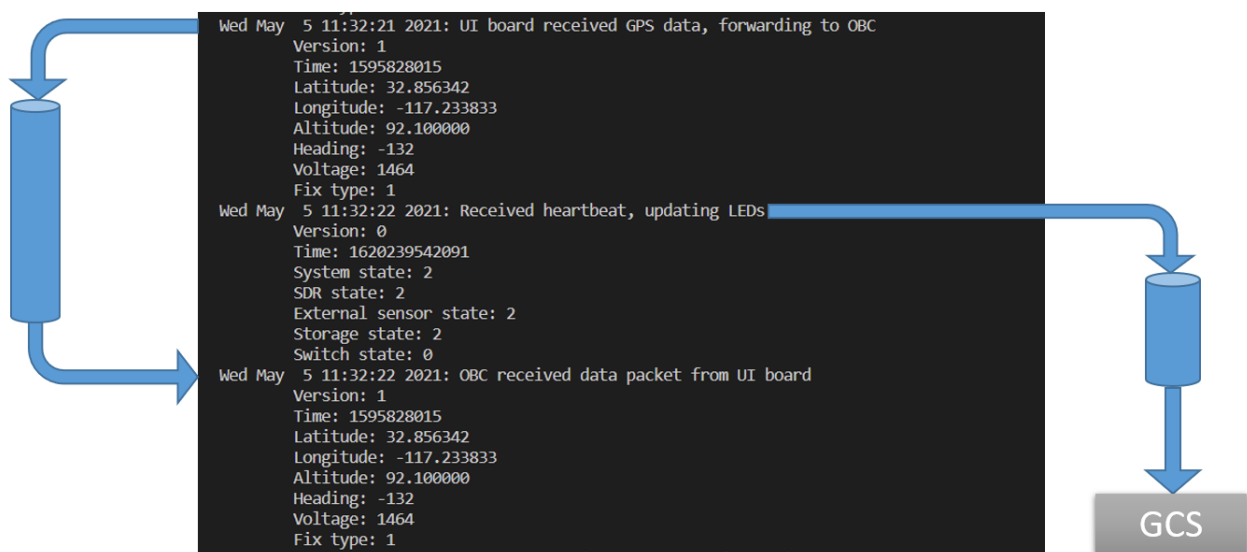 Wed May  5 11:32:21 2021: UI board received GPS data, forwarding to OBC
Version: 1
Time: 1595828015
Latitude: 32.856342
Longitude: -117.233833
Altitude: 92.100000
Heading: -132
Voltage: 1464
Fix type: 1
Wed May  5 11:32:22 2021: Received heartbeat, updating LEDs
Version: 0
Time: 1620239542091
System state: 2
SDR state: 2
External sensor state: 2
Storage state: 2
Switch state: 0
Wed May  5 11:32:22 2021: OBC received data packet from UI board
Version: 1
Time: 1595828015
Latitude: 32.856342
Longitude: -117.233833
Altitude: 92.100000
Heading: -132
Voltage: 1464
Fix type: 1
GCS